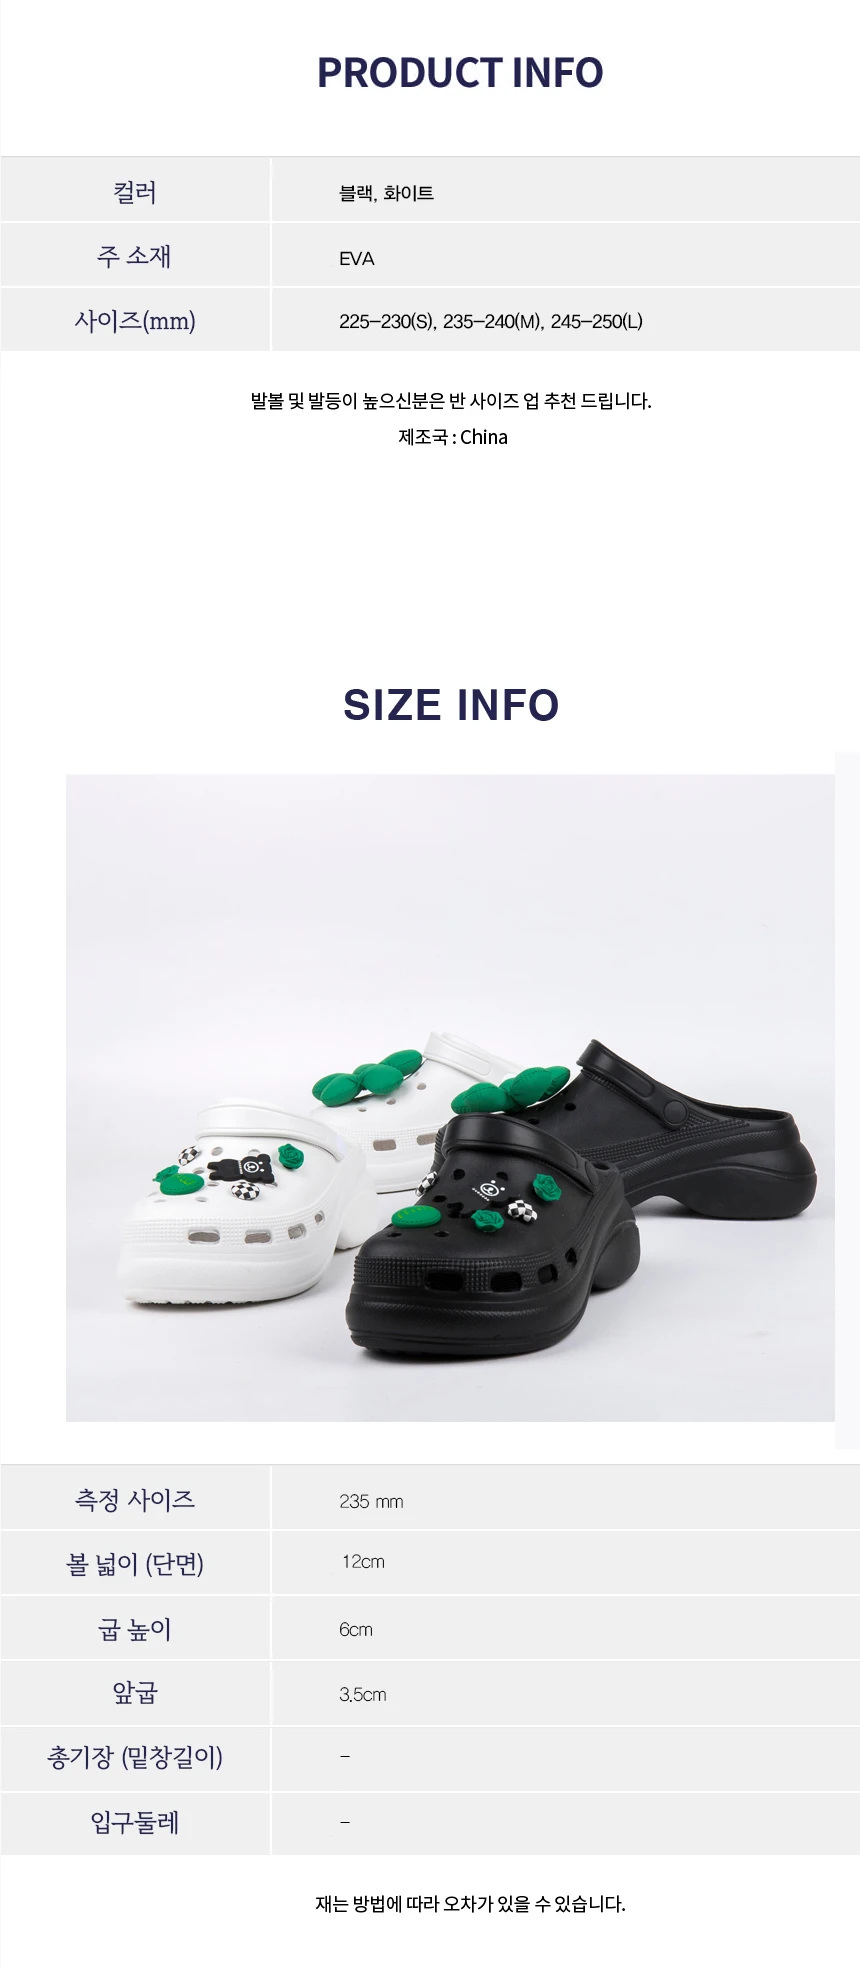 PRODUCT INFO
컬러 블랙, 화이트
주 소재 EVA
사이즈(mm) 225-230(S), 235-240(M), 245-250(L)
발볼 및 발등이 높으신분은 반 사이즈 업 추천 드립니다.
제조국 : China
SIZE INFO
측정 사이즈 235 mm
볼 넓이 (단면) 12cm
굽 높이 6cm
앞굽 3.5cm
총기장 (밑창길이) -
입구둘레 -
재는 방법에 따라 오차가 있을 수 있습니다.